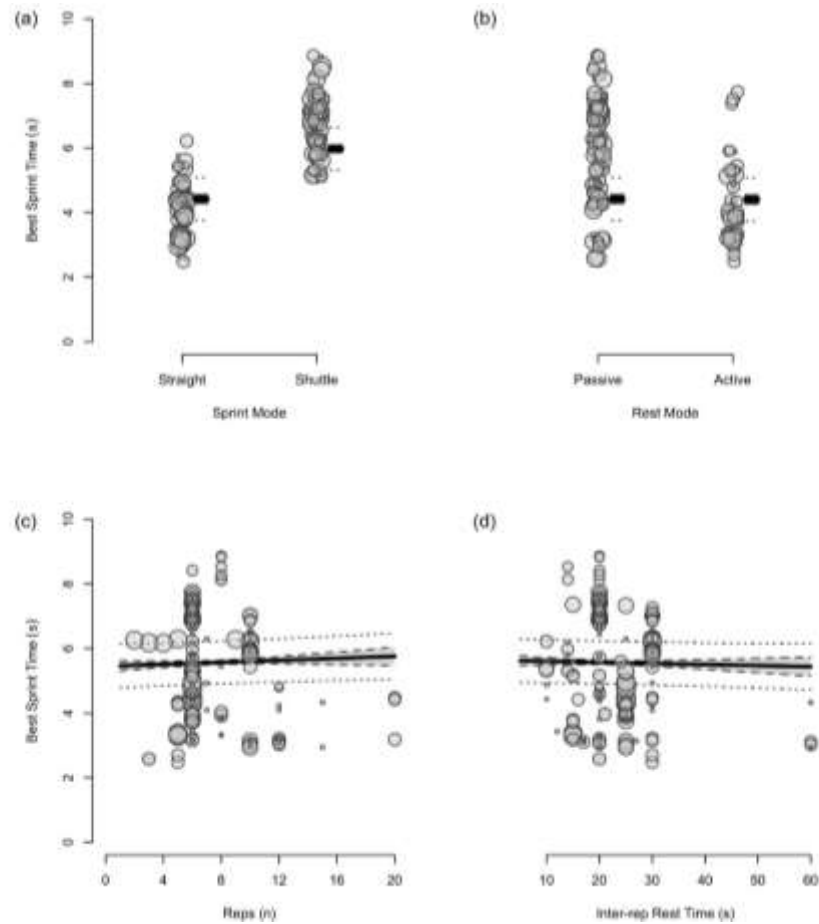 (a)
(b)
Best Sprint Time (s)
0
2
4
6
8
10
Straight
Shuttle
Sprint Mode
Passive
Active
Rest Mode
(c)
(d)
Best Sprint Time (s)
0
2
4
6
8
10
0
4
8
12
16
20
Reps (n)
10
20
30
40
50
60
Inter-rep Rest Time (s)